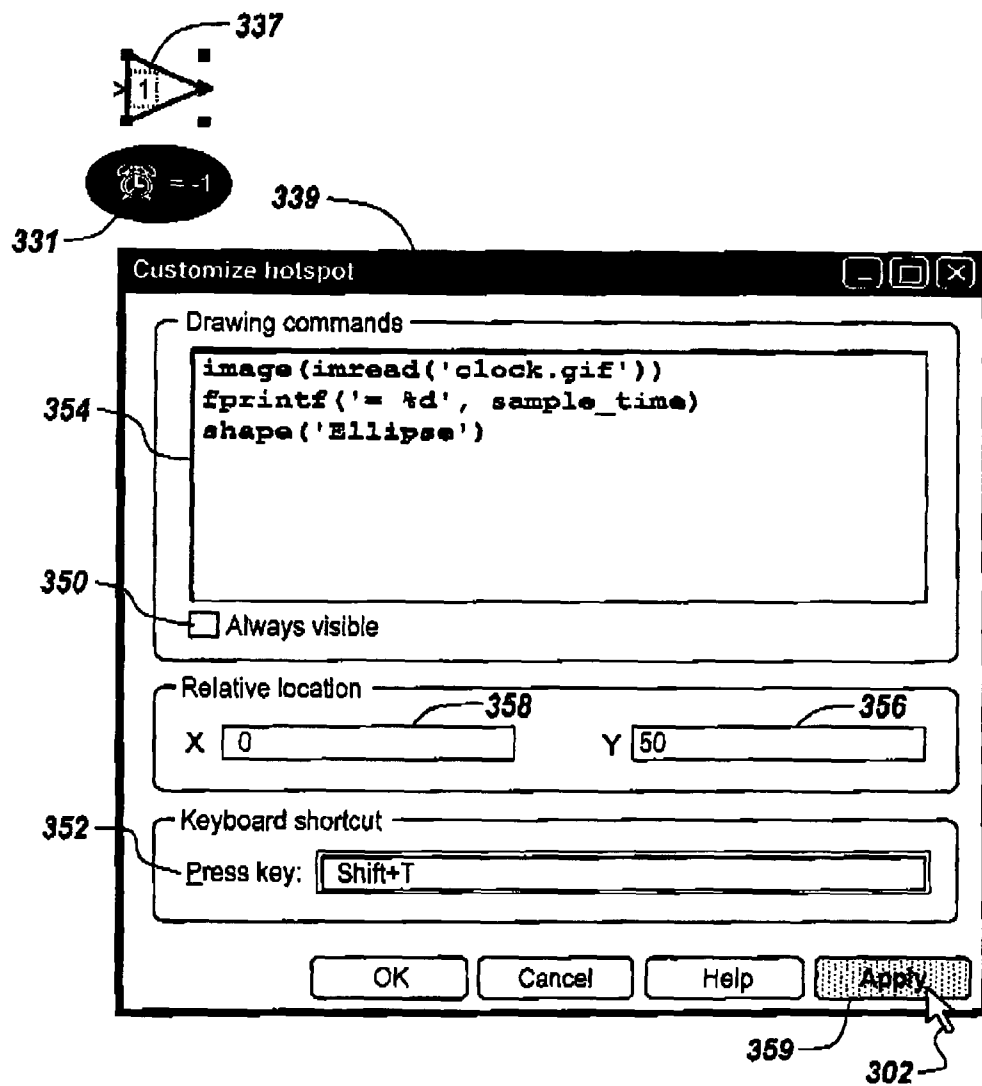 337
> 1
= -1
331
339
Customize hotspot
Drawing commands
image(imread('clock.gif'))
fprintf('= %d', sample_time)
shape('Ellipse')
354
350
Always visible
Relative location
358
356
X 0
Y 50
Keyboard shortcut
352
Press key: Shift+T
OK Cancel Help Apply
359
302